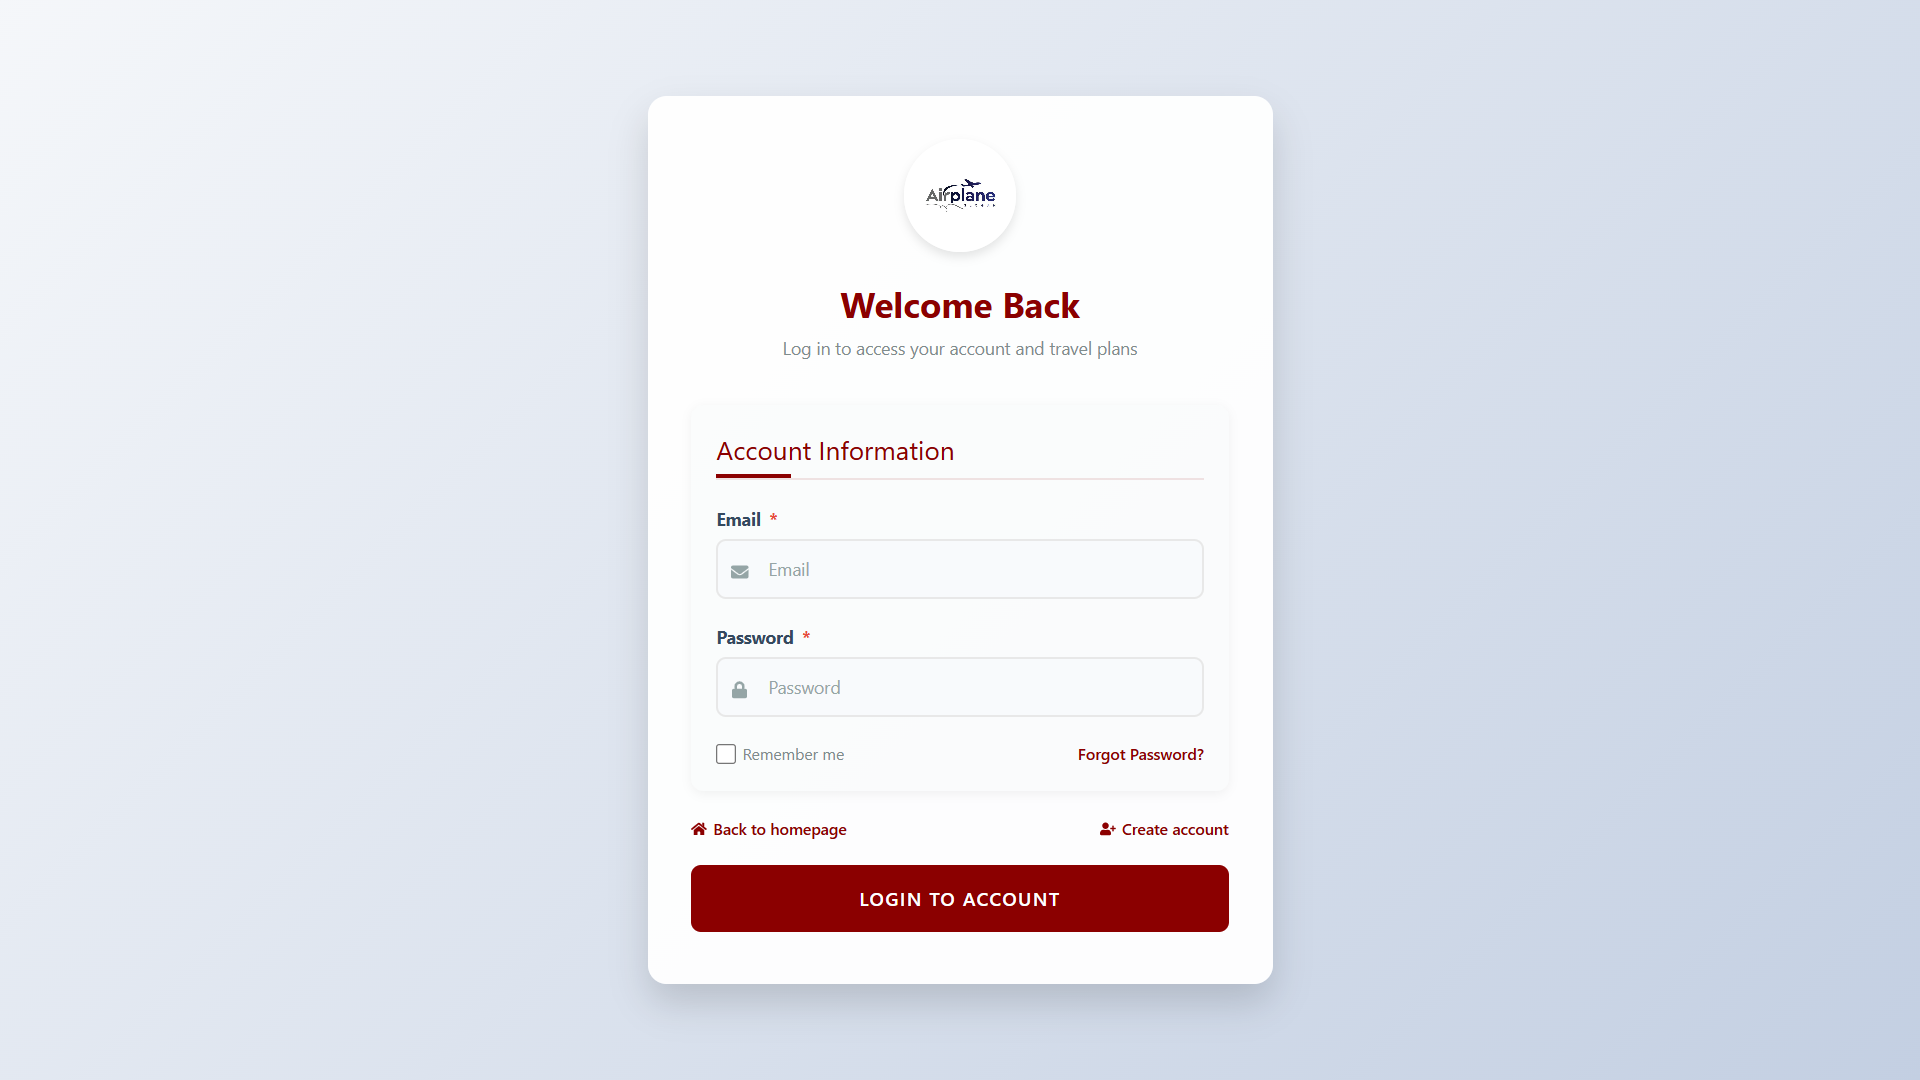 Airplane
Welcome Back
Log in to access your account and travel plans
Account Information
Email *
Email
Password *
Password
Remember me
Forgot Password?
Back to homepage
Create account
LOGIN TO ACCOUNT